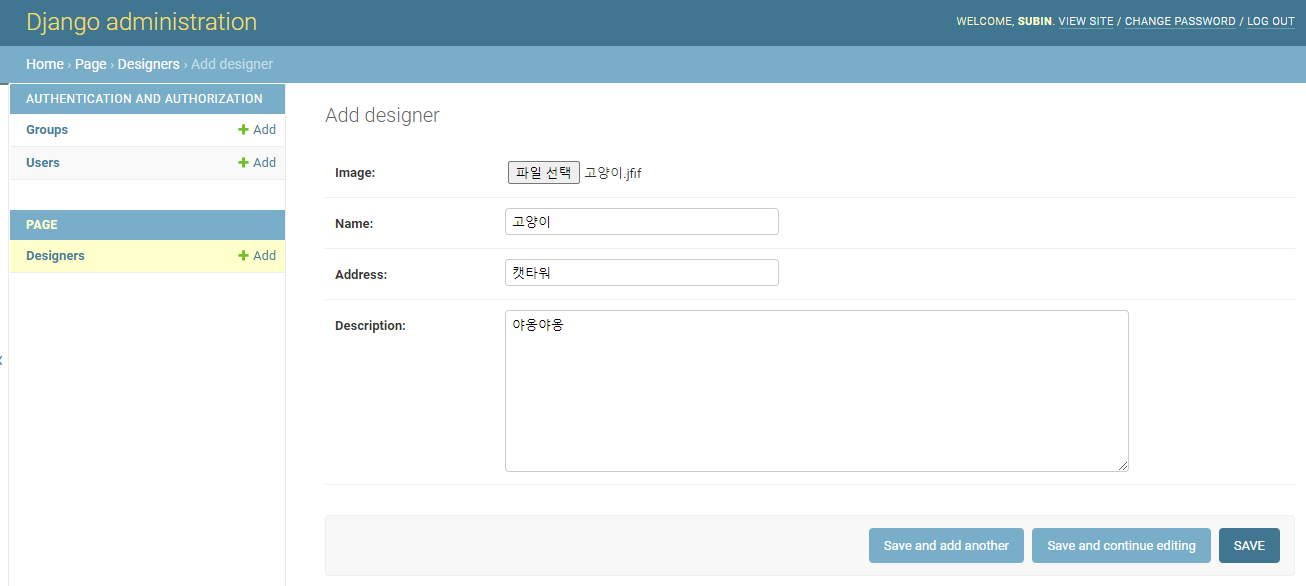 Django administration
WELCOME, SUBIN. VIEW SITE / CHANGE PASSWORD / LOG OUT
Home › Page › Designers › Add designer
AUTHENTICATION AND AUTHORIZATION
Groups + Add
Users + Add
PAGE
Designers + Add
Add designer
Image: 파일 선택 고양이.jfif
Name: 고양이
Address: 캣타워
Description: 야옹야옹
Save and add another Save and continue editing SAVE